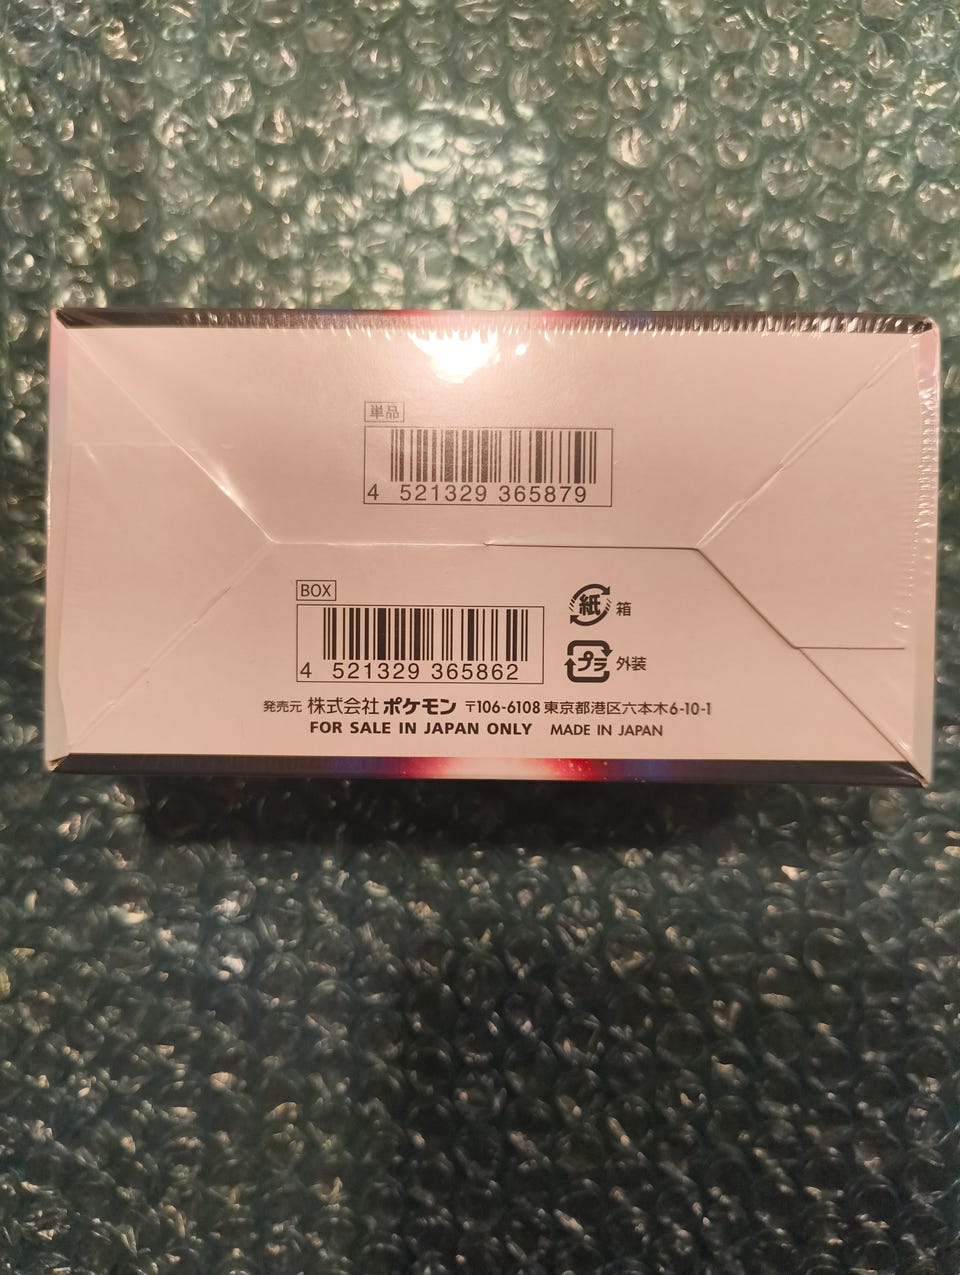 単品
4 521329 365879
BOX
4 521329 365862
紙 箱
プラ 外装
発売元 株式会社ポケモン 〒106-6108 東京都港区六本木6-10-1
FOR SALE IN JAPAN ONLY MADE IN JAPAN